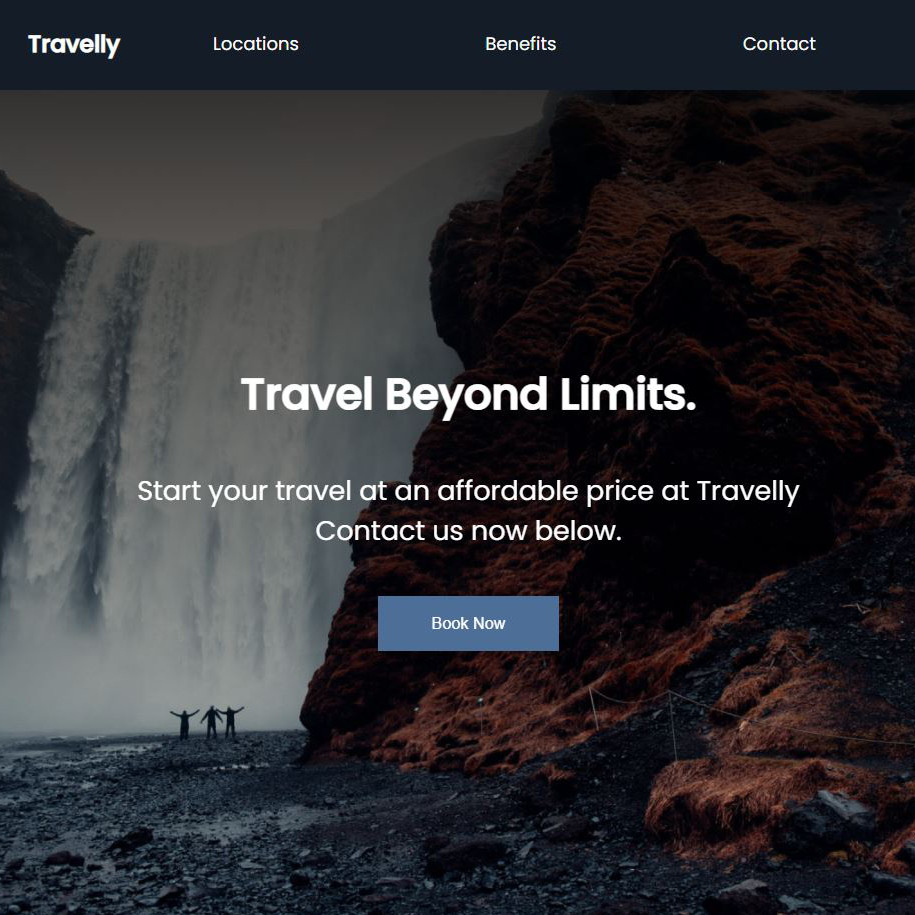 Travelly
Locations
Benefits
Contact
Travel Beyond Limits.
Start your travel at an affordable price at Travelly
Contact us now below.
Book Now